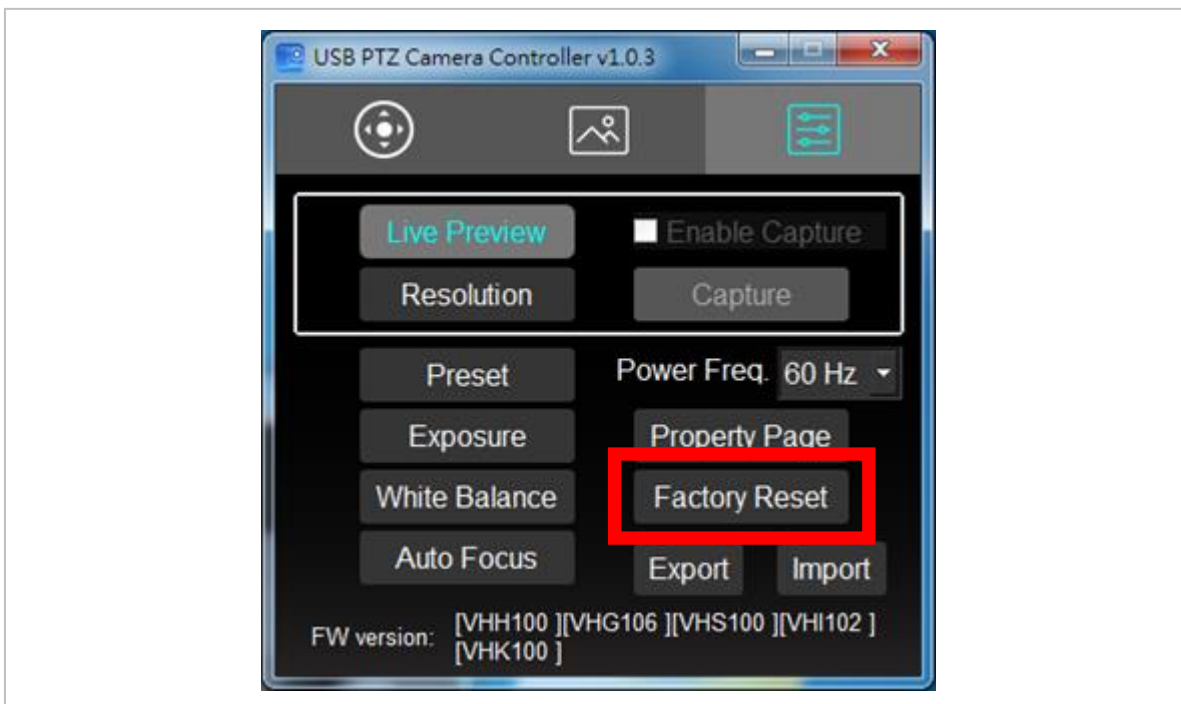 USB PTZ Camera Controller v1.0.3
Live Preview
Enable Capture
Resolution
Capture
Preset
Power Freq.
60 Hz
Exposure
Property Page
White Balance
Factory Reset
Auto Focus
Export
Import
FW version:
[VHH100 ][VHG106 ][VHS100 ][VHI102 ]
[VHK100 ]